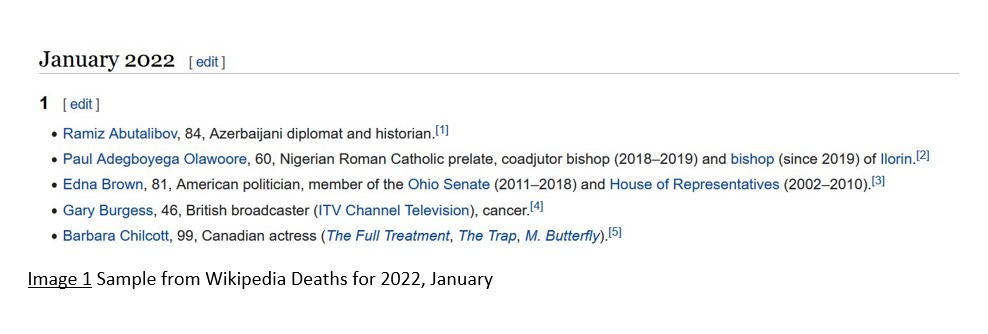 January 2022 [ edit ]
1 [ edit ]
• Ramiz Abutalibov, 84, Azerbaijani diplomat and historian.[1]
• Paul Adegboyega Olawoore, 60, Nigerian Roman Catholic prelate, coadjutor bishop (2018–2019) and bishop (since 2019) of Ilorin.[2]
• Edna Brown, 81, American politician, member of the Ohio Senate (2011–2018) and House of Representatives (2002–2010).[3]
• Gary Burgess, 46, British broadcaster (ITV Channel Television), cancer.[4]
• Barbara Chilcott, 99, Canadian actress (The Full Treatment, The Trap, M. Butterfly).[5]
Image 1 Sample from Wikipedia Deaths for 2022, January